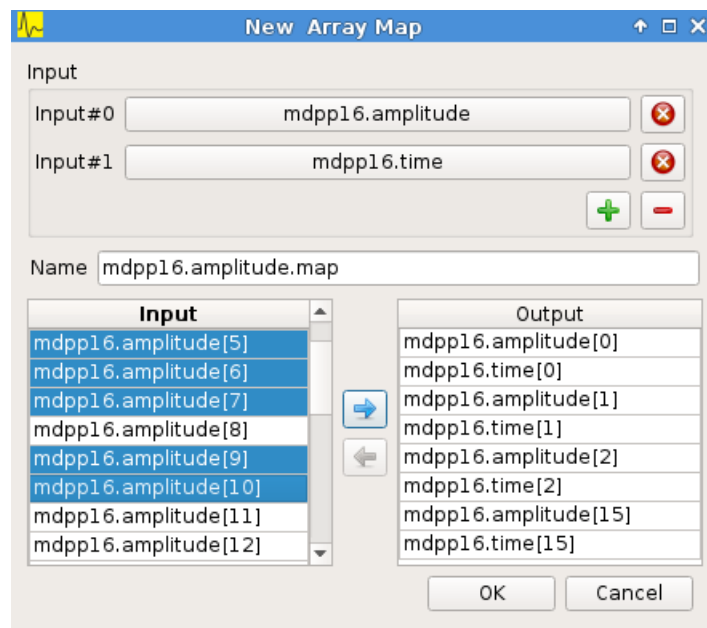 New Array Map
Input
Input#0 mdpp16.amplitude
Input#1 mdpp16.time
Name mdpp16.amplitude.map
Input
mdpp16.amplitude[5]
mdpp16.amplitude[6]
mdpp16.amplitude[7]
mdpp16.amplitude[8]
mdpp16.amplitude[9]
mdpp16.amplitude[10]
mdpp16.amplitude[11]
mdpp16.amplitude[12]
Output
mdpp16.amplitude[0]
mdpp16.time[0]
mdpp16.amplitude[1]
mdpp16.time[1]
mdpp16.amplitude[2]
mdpp16.time[2]
mdpp16.amplitude[15]
mdpp16.time[15]
OK Cancel